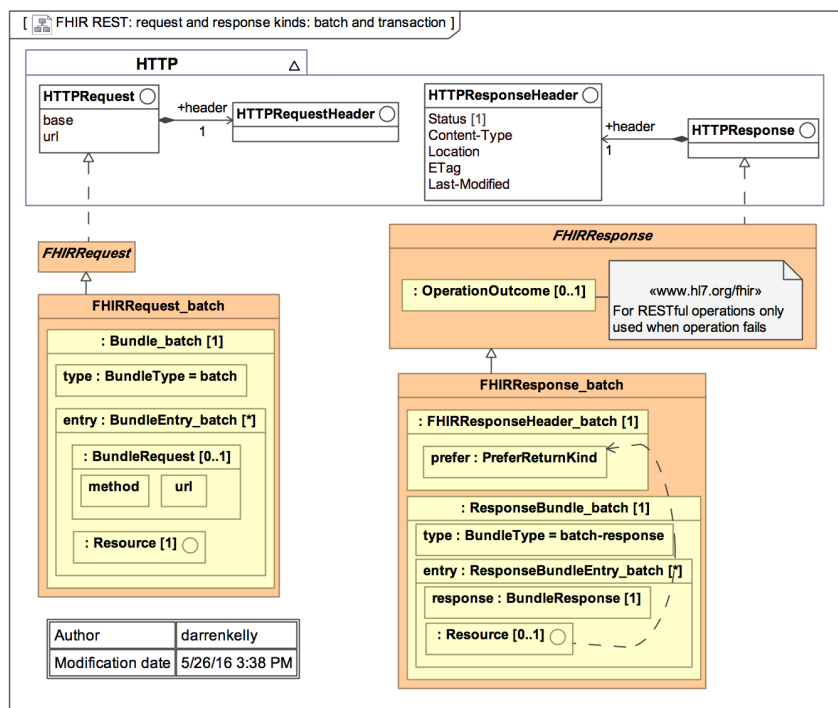 [ FHIR REST: request and response kinds: batch and transaction ]
HTTP
HTTPRequest
base
url
+header
1
HTTPRequestHeader
HTTPResponseHeader
Status [1]
Content-Type
Location
ETag
Last-Modified
+header
1
HTTPResponse
FHIRRequest
FHIRRequest_batch
: Bundle_batch [1]
type : BundleType = batch
entry : BundleEntry_batch [*]
: BundleRequest [0..1]
method
url
: Resource [1]
FHIRResponse
: OperationOutcome [0..1]
«www.hl7.org/fhir»
For RESTful operations only
used when operation fails
FHIRResponse_batch
: FHIRResponseHeader_batch [1]
prefer : PreferReturnKind
: ResponseBundle_batch [1]
type : BundleType = batch-response
entry : ResponseBundleEntry_batch [*]
response : BundleResponse [1]
: Resource [0..1]
Author darrenkelly
Modification date 5/26/16 3:38 PM